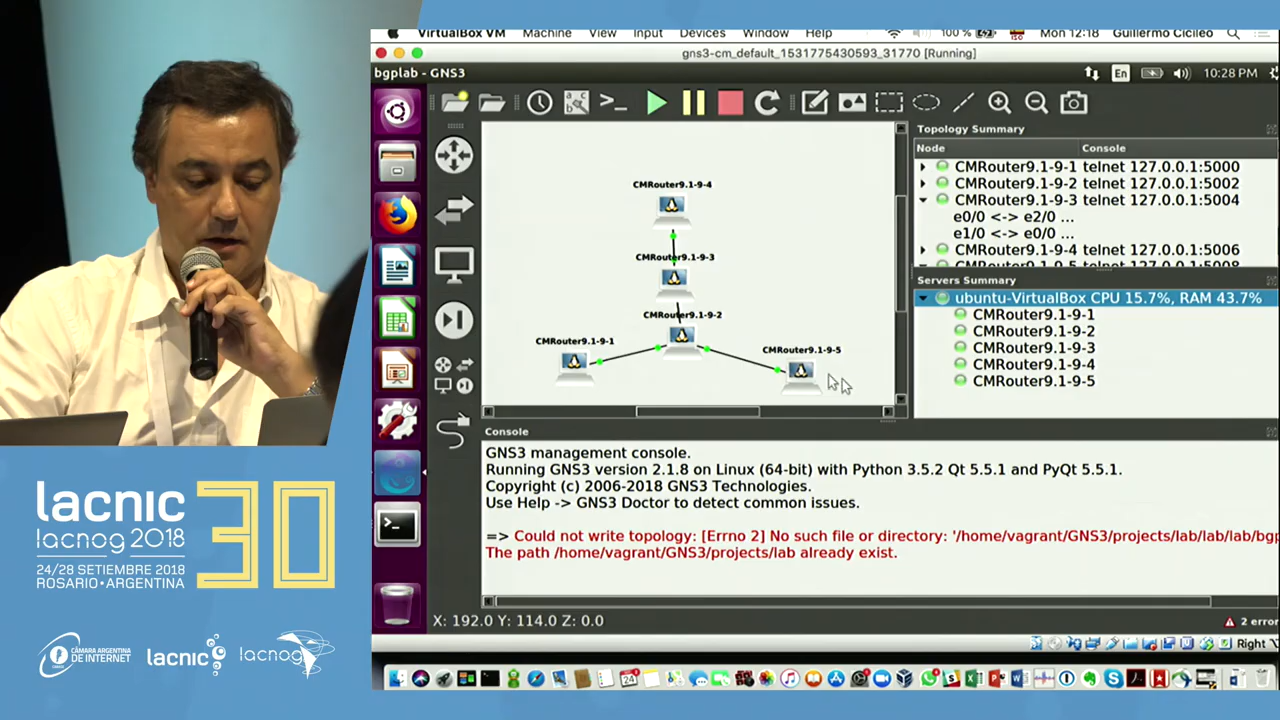 VirtualBox VM Machine View Input Devices Window Help 100 % Mon 12:18 Guillermo Cicileo
gns3-cm_default_1531775430593_31770 [Running]
bgplab - GNS3
En
10:28 PM
Topology Summary
Node Console
CMRouter9.1-9-1 telnet 127.0.0.1:5000
CMRouter9.1-9-2 telnet 127.0.0.1:5002
CMRouter9.1-9-3 telnet 127.0.0.1:5004
e0/0 <-> e2/0 ...
e1/0 <-> e0/0 ...
CMRouter9.1-9-4 telnet 127.0.0.1:5006
CMRouter9.1-9-5 telnet 127.0.0.1:5008
Servers Summary
ubuntu-VirtualBox CPU 15.7%, RAM 43.7%
CMRouter9.1-9-1
CMRouter9.1-9-2
CMRouter9.1-9-3
CMRouter9.1-9-4
CMRouter9.1-9-5
CMRouter9.1-9-4
CMRouter9.1-9-3
CMRouter9.1-9-2
CMRouter9.1-9-1
CMRouter9.1-9-5
Console
GNS3 management console.
Running GNS3 version 2.1.8 on Linux (64-bit) with Python 3.5.2 Qt 5.5.1 and PyQt 5.5.1.
Copyright (c) 2006-2018 GNS3 Technologies.
Use Help -> GNS3 Doctor to detect common issues.
=> Could not write topology: [Errno 2] No such file or directory: '/home/vagrant/GNS3/projects/lab/lab/lab/bgp
The path /home/vagrant/GNS3/projects/lab already exist.
X: 192.0 Y: 114.0 Z: 0.0
2 error
Right
lacnic 30
lacnog 2018
24/28 SETIEMBRE 2018
ROSARIO•ARGENTINA
CÁMARA ARGENTINA
DE INTERNET
lacnic
lacnog